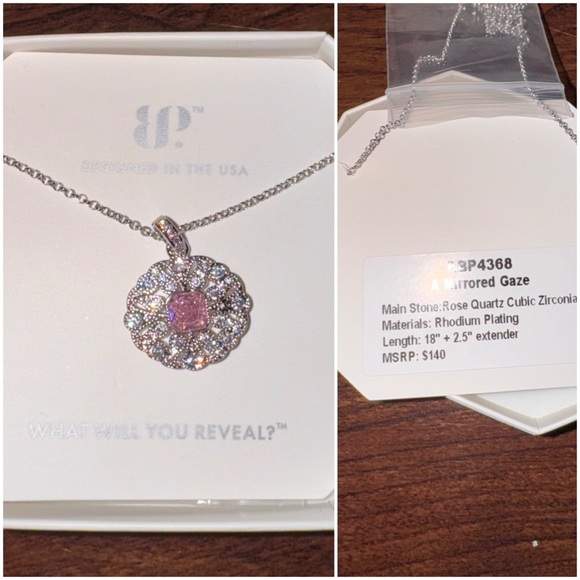 BP™
DESIGNED IN THE USA
WHAT WILL YOU REVEAL?™
RBP4368
A Mirrored Gaze
Main Stone:Rose Quartz Cubic Zirconia
Materials: Rhodium Plating
Length: 18" + 2.5" extender
MSRP: $140